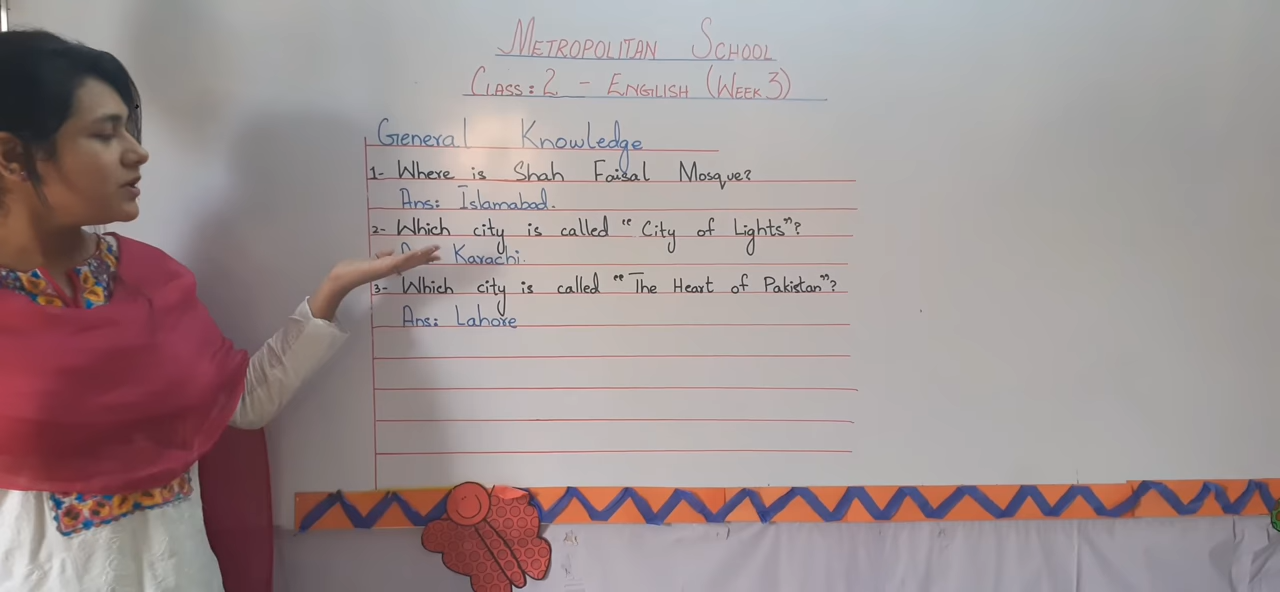 METROPOLITAN SCHOOL
CLASS: 2 - ENGLISH (WEEK 3)
General Knowledge
1- Where is Shah Faisal Mosque?
Ans: Islamabad.
2- Which city is called "City of Lights"?
Karachi.
3- Which city is called "The Heart of Pakistan"?
Ans: Lahore